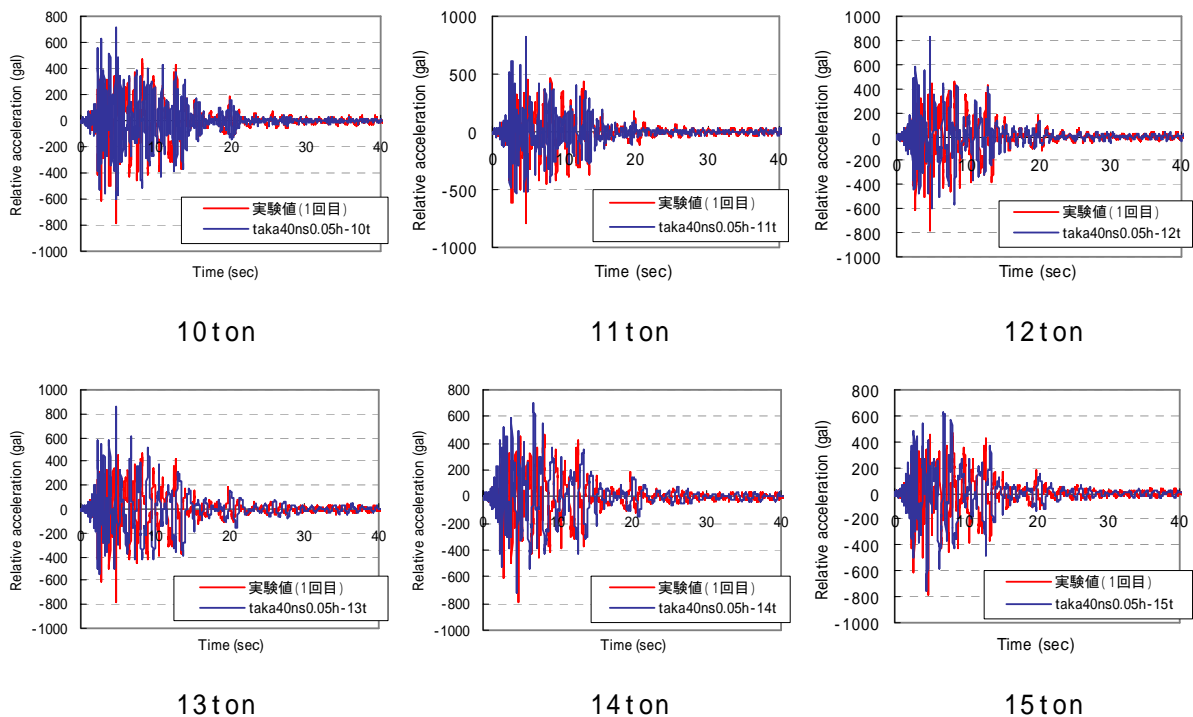 800
600
400
200
0
-200
-400
-600
-800
-1000
0
10
20
30
40
Relative acceleration (gal)
実験値(1回目)
taka40ns0.05h-10t
Time (sec)
10ton
1000
500
0
-500
-1000
0
10
20
30
40
Relative acceleration (gal)
実験値(1回目)
taka40ns0.05h-11t
Time (sec)
11ton
1000
800
600
400
200
0
-200
-400
-600
-800
-1000
0
10
20
30
40
Relative acceleration (gal)
実験値(1回目)
taka40ns0.05h-12t
Time (sec)
12ton
1000
800
600
400
200
0
-200
-400
-600
-800
-1000
0
10
20
30
40
Relative acceleration (gal)
実験値(1回目)
taka40ns0.05h-13t
Time (sec)
13ton
800
600
400
200
0
-200
-400
-600
-800
-1000
0
10
20
30
40
Relative acceleration (gal)
実験値(1回目)
taka40ns0.05h-14t
Time (sec)
14ton
800
600
400
200
0
-200
-400
-600
-800
-1000
0
10
20
30
40
Relative acceleration (gal)
実験値(1回目)
taka40ns0.05h-15t
Time (sec)
15ton